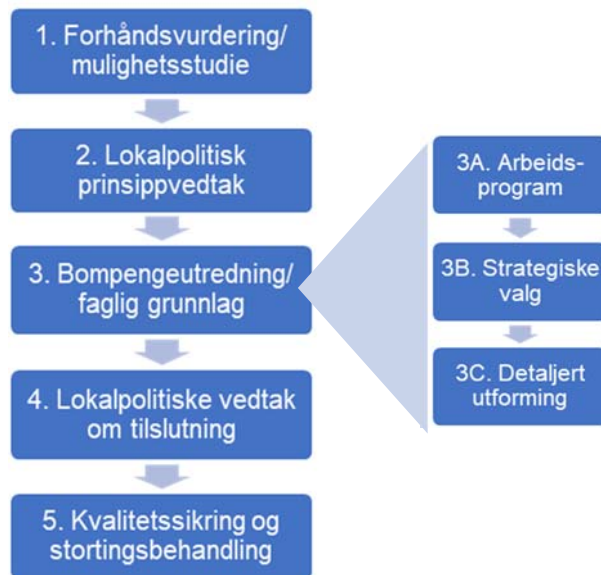 1. Forhåndsvurdering/
mulighetsstudie
2. Lokalpolitisk
prinsippvedtak
3. Bompengeutredning/
faglig grunnlag
4. Lokalpolitiske vedtak
om tilslutning
5. Kvalitetssikring og
stortingsbehandling
3A. Arbeids-
program
3B. Strategiske
valg
3C. Detaljert
utforming